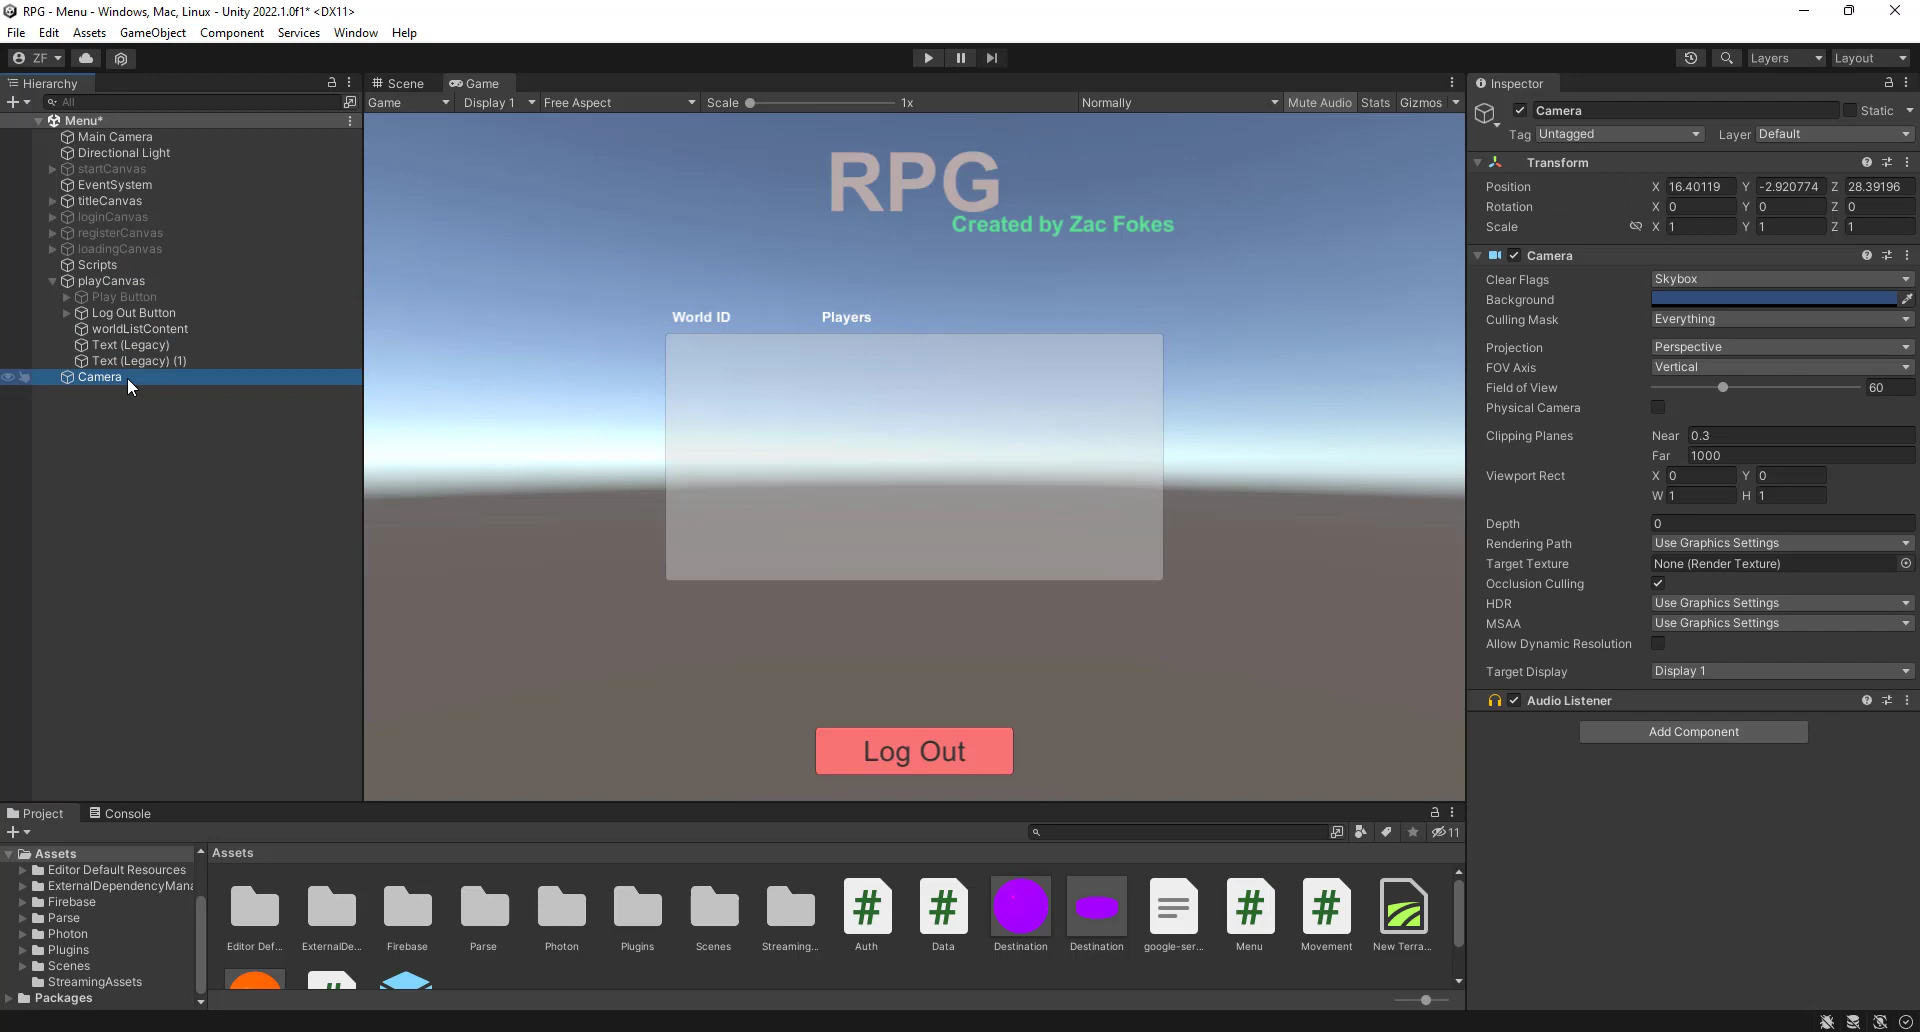 RPG - Menu - Windows, Mac, Linux - Unity 2022.1.0f1* <DX11>
File Edit Assets GameObject Component Services Window Help
ZF Layers Layout
Hierarchy
All
Menu*
Main Camera
Directional Light
startCanvas
EventSystem
titleCanvas
loginCanvas
registerCanvas
loadingCanvas
Scripts
playCanvas
Play Button
Log Out Button
worldListContent
Text (Legacy)
Text (Legacy) (1)
Camera
Scene Game
Game Display 1 Free Aspect Scale 1x Normally Mute Audio Stats Gizmos
RPG
Created by Zac Fokes
World ID Players
Log Out
Inspector
Camera Static
Tag Untagged Layer Default
Transform
Position X 16.40119 Y -2.920774 Z 28.39196
Rotation X 0 Y 0 Z 0
Scale X 1 Y 1 Z 1
Camera
Clear Flags Skybox
Background
Culling Mask Everything
Projection Perspective
FOV Axis Vertical
Field of View 60
Physical Camera
Clipping Planes Near 0.3
Far 1000
Viewport Rect X 0 Y 0
W 1 H 1
Depth 0
Rendering Path Use Graphics Settings
Target Texture None (Render Texture)
Occlusion Culling
HDR Use Graphics Settings
MSAA Use Graphics Settings
Allow Dynamic Resolution
Target Display Display 1
Audio Listener
Add Component
Project Console
11
Assets
Editor Default Resources
ExternalDependencyMana
Firebase
Parse
Photon
Plugins
Scenes
StreamingAssets
Packages
Assets
Editor Def... ExternalDe... Firebase Parse Photon Plugins Scenes Streaming... Auth Data Destination Destination google-ser... Menu Movement New Terra...